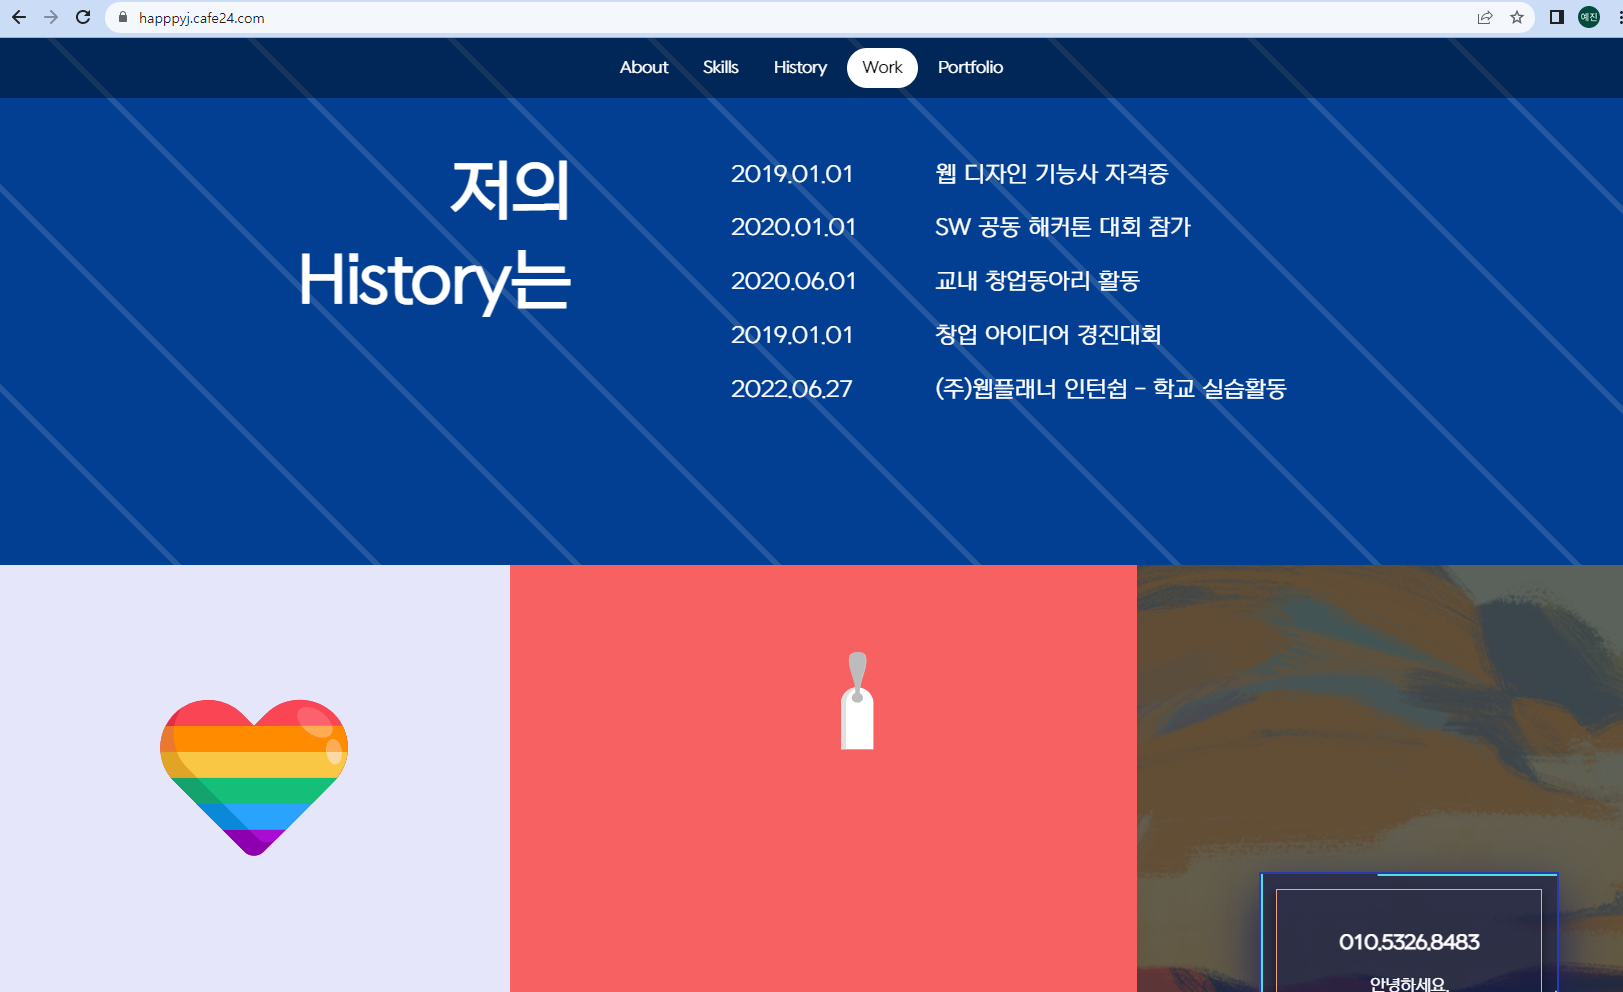 happpyj.cafe24.com
예진
About Skills History Work Portfolio
저의
History는
2019.01.01 웹 디자인 기능사 자격증
2020.01.01 SW 공동 해커톤 대회 참가
2020.06.01 교내 창업동아리 활동
2019.01.01 창업 아이디어 경진대회
2022.06.27 (주)웹플래너 인턴쉽 - 학교 실습활동
010.5326.8483
안녕하세요.